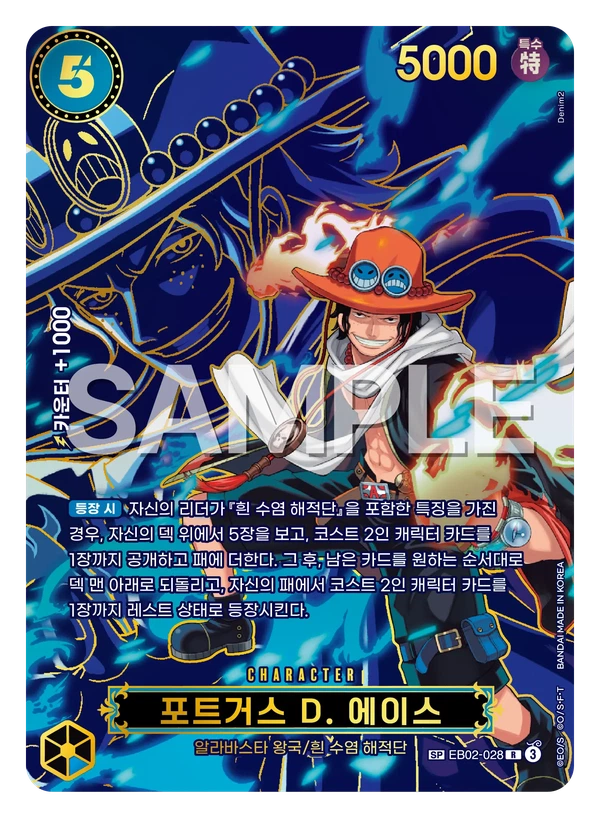 5
5000
특수
特
Denim2
카운터 +1000
SAMPLE
등장 시 자신의 리더가 『흰 수염 해적단』을 포함한 특징을 가진
경우, 자신의 덱 위에서 5장을 보고, 코스트 2인 캐릭터 카드를
1장까지 공개하고 패에 더한다. 그 후, 남은 카드를 원하는 순서대로
덱 맨 아래로 되돌리고, 자신의 패에서 코스트 2인 캐릭터 카드를
1장까지 레스트 상태로 등장시킨다.
BANDAI MADE IN KOREA
©EO/S ©O/S·F·T
CHARACTER
포트거스 D. 에이스
알라바스타 왕국/흰 수염 해적단
SP EB02-028 R 3